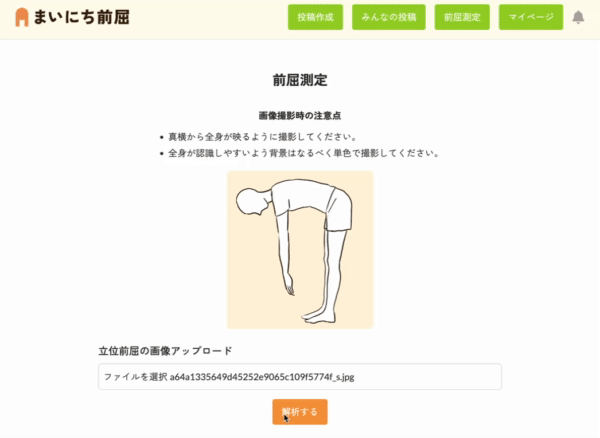 まいにち前屈
投稿作成 みんなの投稿 前屈測定 マイページ
前屈測定
画像撮影時の注意点
• 真横から全身が映るように撮影してください。
• 全身が認識しやすいよう背景はなるべく単色で撮影してください。
立位前屈の画像アップロード
ファイルを選択 a64a1335649d45252e9065c109f5774f_s.jpg
解析する